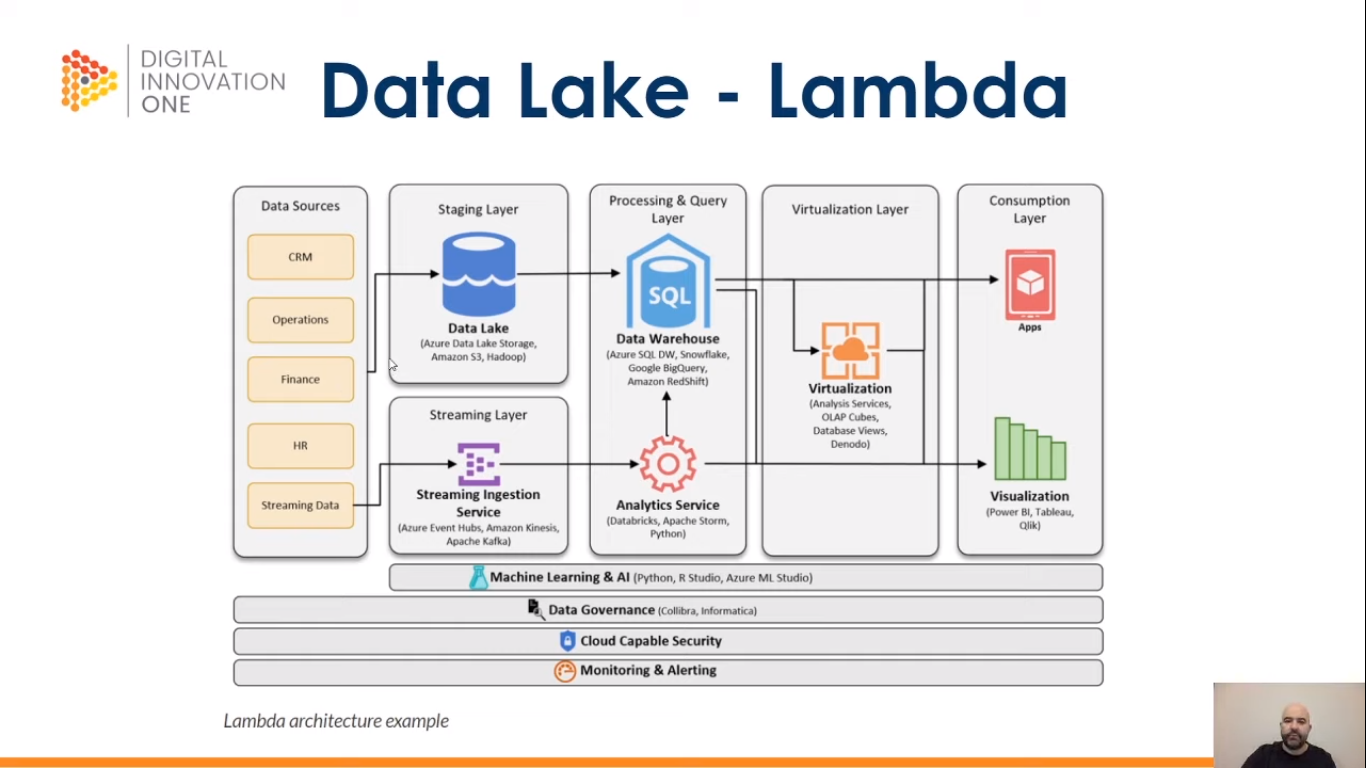 DIGITAL
INNOVATION
ONE
Data Lake - Lambda
Data Sources
CRM
Operations
Finance
HR
Streaming Data
Staging Layer
Data Lake
(Azure Data Lake Storage,
Amazon S3, Hadoop)
Streaming Layer
Streaming Ingestion
Service
(Azure Event Hubs, Amazon Kinesis,
Apache Kafka)
Processing & Query
Layer
SQL
Data Warehouse
(Azure SQL DW, Snowflake,
Google BigQuery,
Amazon RedShift)
Analytics Service
(Databricks, Apache Storm,
Python)
Virtualization Layer
Virtualization
(Analysis Services,
OLAP Cubes,
Database Views,
Denodo)
Consumption
Layer
Apps
Visualization
(Power BI, Tableau,
Qlik)
Machine Learning & AI (Python, R Studio, Azure ML Studio)
Data Governance (Collibra, Informatica)
Cloud Capable Security
Monitoring & Alerting
Lambda architecture example